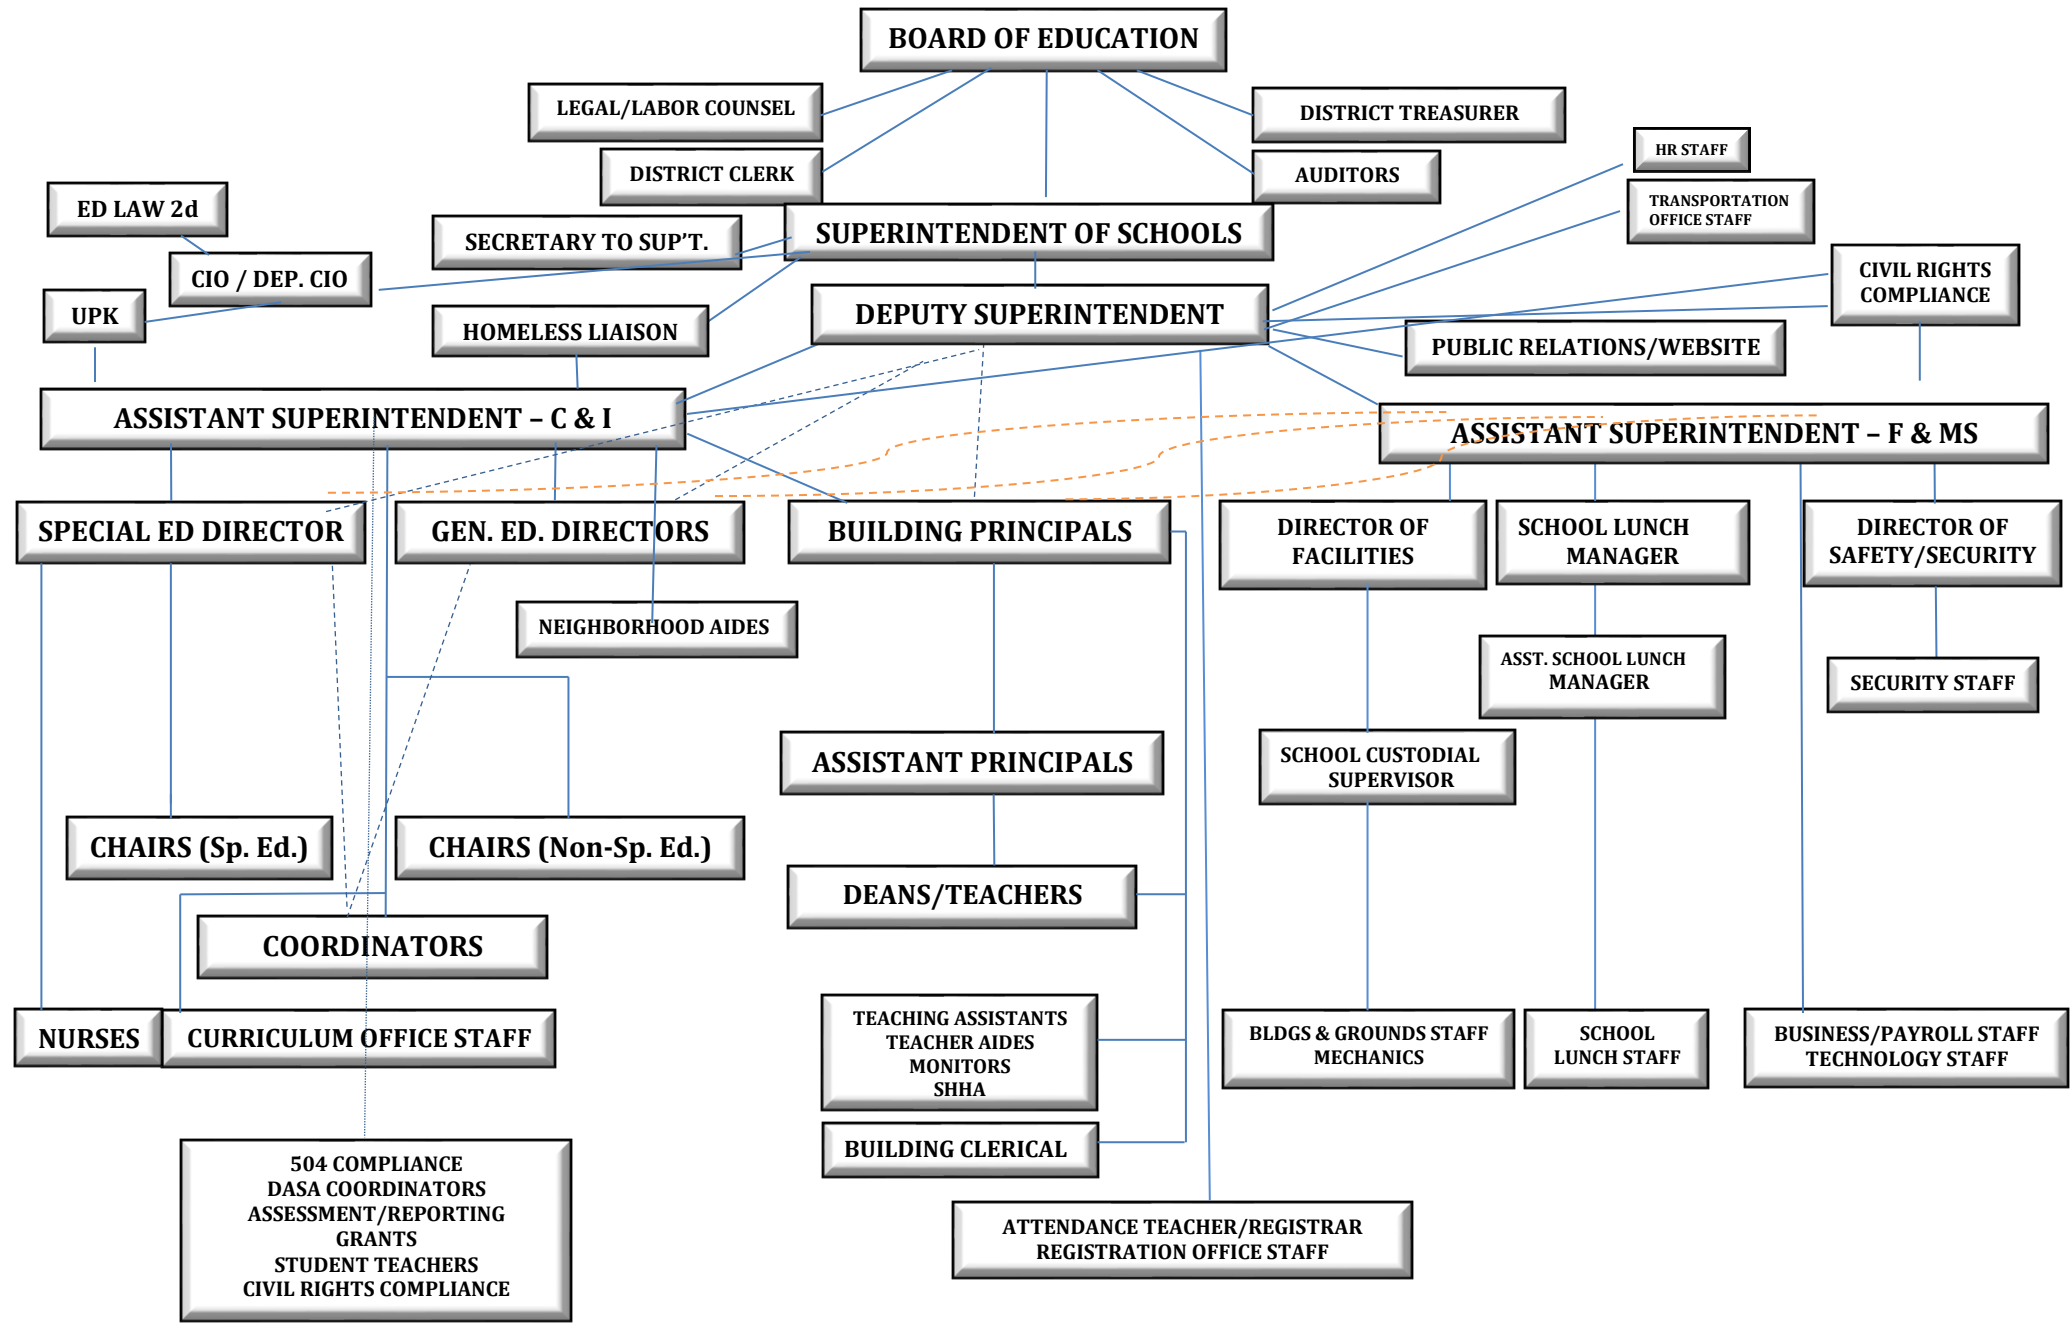 BOARD OF EDUCATION
LEGAL/LABOR COUNSEL
DISTRICT TREASURER
HR STAFF
DISTRICT CLERK
AUDITORS
ED LAW 2d
TRANSPORTATION
OFFICE STAFF
SECRETARY TO SUP'T.
SUPERINTENDENT OF SCHOOLS
CIO / DEP. CIO
CIVIL RIGHTS
COMPLIANCE
UPK
HOMELESS LIAISON
DEPUTY SUPERINTENDENT
PUBLIC RELATIONS/WEBSITE
ASSISTANT SUPERINTENDENT – C & I
ASSISTANT SUPERINTENDENT – F & MS
SPECIAL ED DIRECTOR
GEN. ED. DIRECTORS
BUILDING PRINCIPALS
DIRECTOR OF
FACILITIES
SCHOOL LUNCH
MANAGER
DIRECTOR OF
SAFETY/SECURITY
NEIGHBORHOOD AIDES
ASST. SCHOOL LUNCH
MANAGER
SECURITY STAFF
ASSISTANT PRINCIPALS
SCHOOL CUSTODIAL
SUPERVISOR
CHAIRS (Sp. Ed.)
CHAIRS (Non-Sp. Ed.)
DEANS/TEACHERS
COORDINATORS
NURSES
CURRICULUM OFFICE STAFF
TEACHING ASSISTANTS
TEACHER AIDES
MONITORS
SHHA
BLDGS & GROUNDS STAFF
MECHANICS
SCHOOL
LUNCH STAFF
BUSINESS/PAYROLL STAFF
TECHNOLOGY STAFF
BUILDING CLERICAL
504 COMPLIANCE
DASA COORDINATORS
ASSESSMENT/REPORTING
GRANTS
STUDENT TEACHERS
CIVIL RIGHTS COMPLIANCE
ATTENDANCE TEACHER/REGISTRAR
REGISTRATION OFFICE STAFF